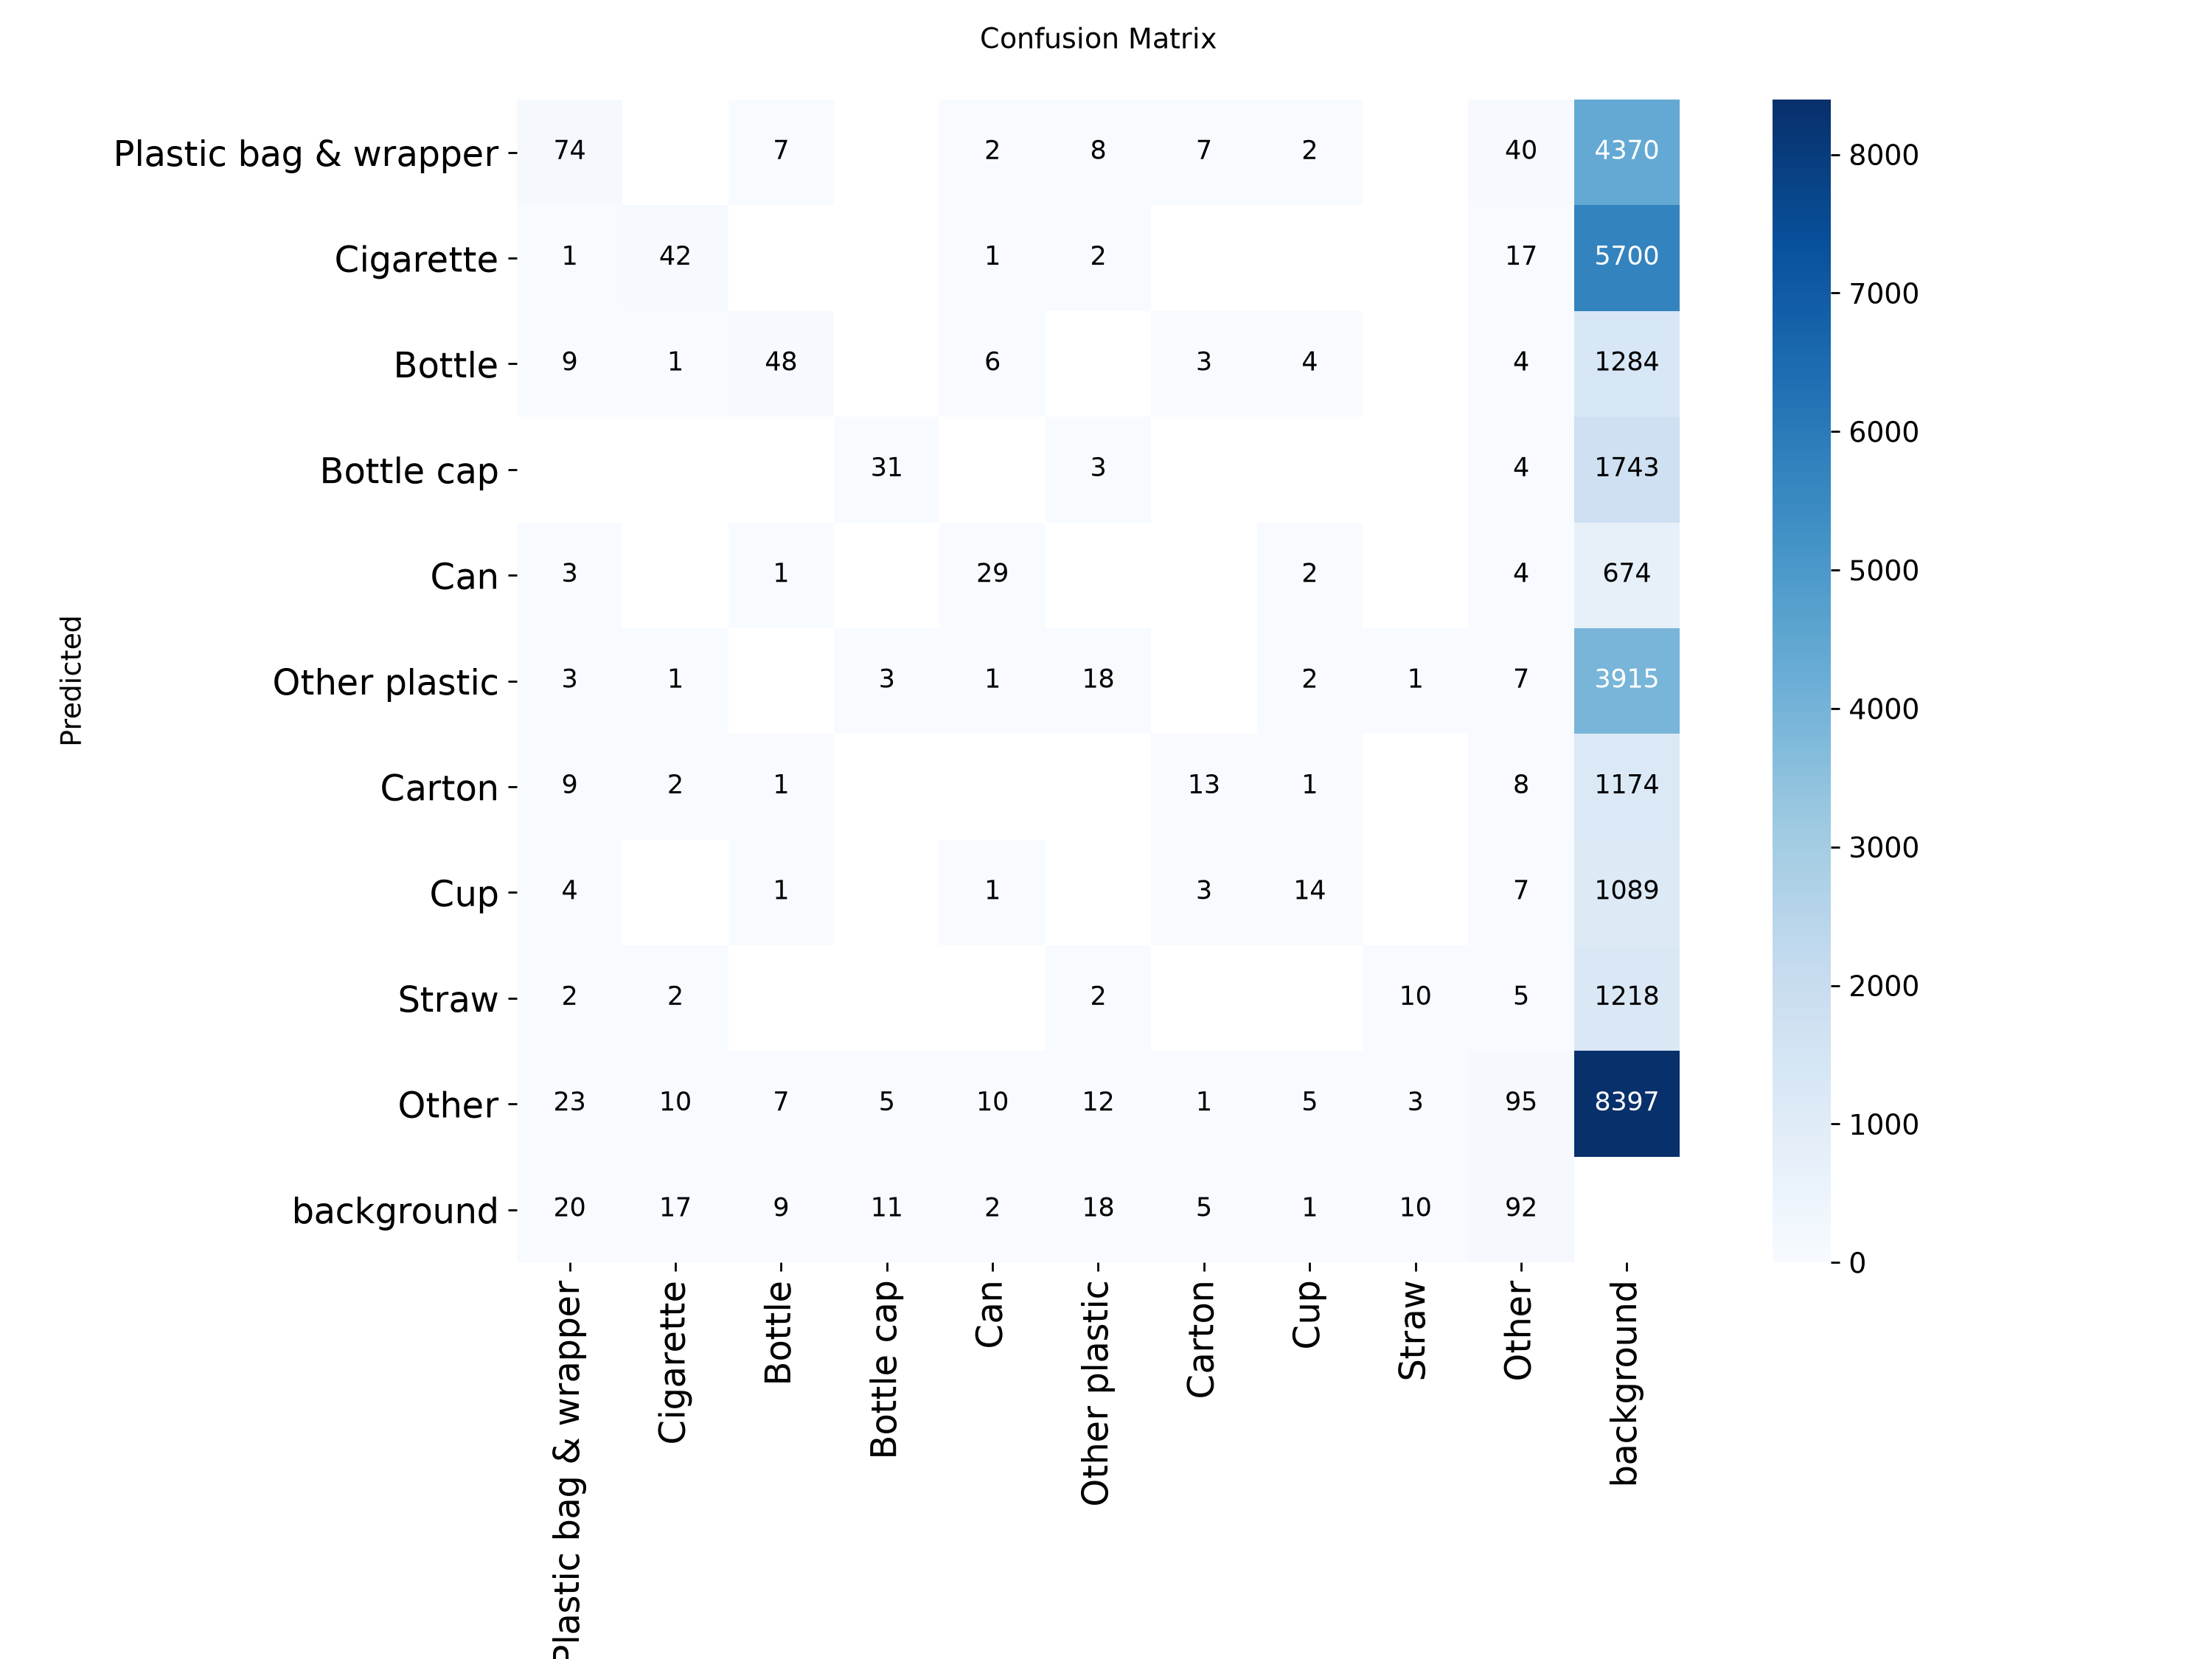 Confusion Matrix
Plastic bag & wrapper 74 7 2 8 7 2 40 4370
Cigarette 1 42 1 2 17 5700
Bottle 9 1 48 6 3 4 4 1284
Bottle cap 31 3 4 1743
Can 3 1 29 2 4 674
Other plastic 3 1 3 1 18 2 1 7 3915
Carton 9 2 1 13 1 8 1174
Cup 4 1 1 3 14 7 1089
Straw 2 2 2 10 5 1218
Other 23 10 7 5 10 12 1 5 3 95 8397
background 20 17 9 11 2 18 5 1 10 92
Predicted
Plastic bag & wrapper
Cigarette
Bottle
Bottle cap
Can
Other plastic
Carton
Cup
Straw
Other
background
8000
7000
6000
5000
4000
3000
2000
1000
0